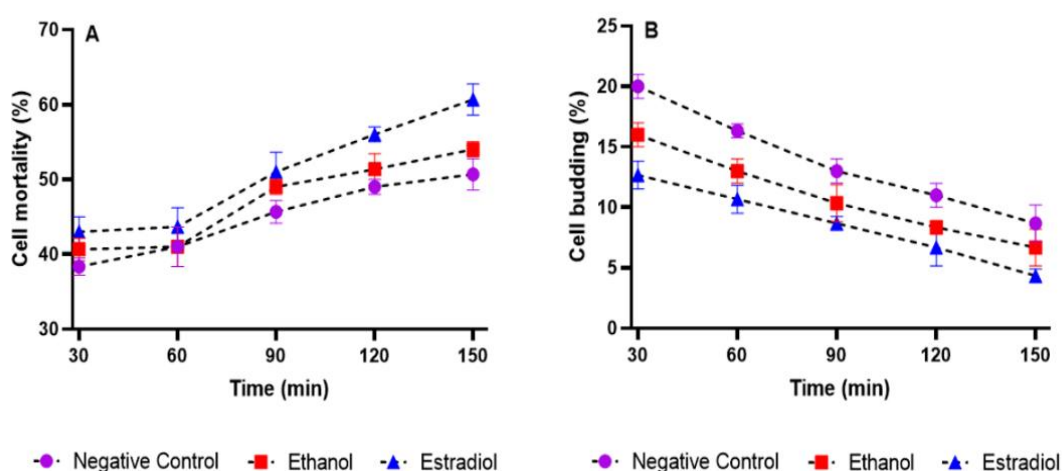 A
Cell mortality (%)
70
60
50
40
30
30 60 90 120 150
Time (min)
Negative Control Ethanol Estradiol
B
Cell budding (%)
25
20
15
10
5
0
30 60 90 120 150
Time (min)
Negative Control Ethanol Estradiol